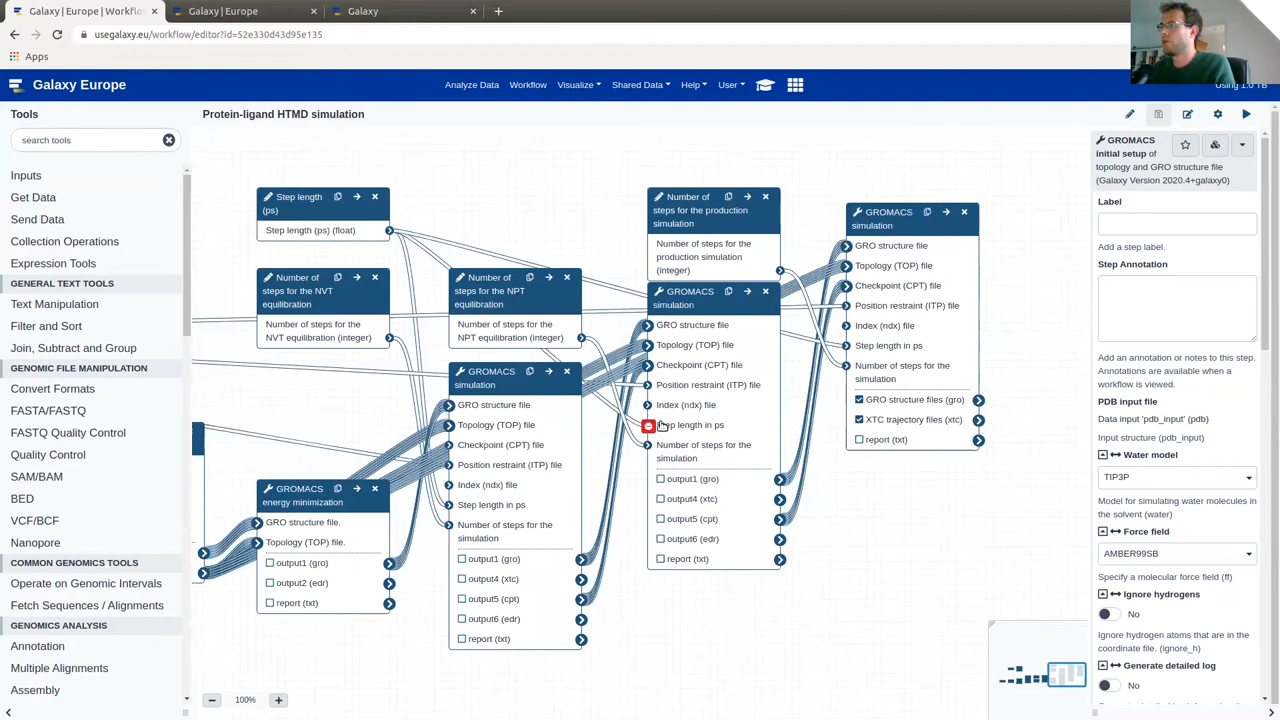 Galaxy | Europe | Workflo
Galaxy | Europe
Galaxy
usegalaxy.eu/workflow/editor?id=52e330d43d95e135
Apps
Galaxy Europe
Analyze Data
Workflow
Visualize
Shared Data
Help
User
Using 1.0 TB
Tools
search tools
Inputs
Get Data
Send Data
Collection Operations
Expression Tools
GENERAL TEXT TOOLS
Text Manipulation
Filter and Sort
Join, Subtract and Group
GENOMIC FILE MANIPULATION
Convert Formats
FASTA/FASTQ
FASTQ Quality Control
Quality Control
SAM/BAM
BED
VCF/BCF
Nanopore
COMMON GENOMICS TOOLS
Operate on Genomic Intervals
Fetch Sequences / Alignments
GENOMICS ANALYSIS
Annotation
Multiple Alignments
Assembly
Protein-ligand HTMD simulation
Step length
(ps)
Step length (ps) (float)
Number of
steps for the NVT
equilibration
Number of steps for the
NVT equilibration (integer)
GROMACS
energy minimization
GRO structure file.
Topology (TOP) file.
output1 (gro)
output2 (edr)
report (txt)
Number of
steps for the NPT
equilibration
Number of steps for the
NPT equilibration (integer)
GROMACS
simulation
GRO structure file
Topology (TOP) file
Checkpoint (CPT) file
Position restraint (ITP) file
Index (ndx) file
Step length in ps
Number of steps for the
simulation
output1 (gro)
output4 (xtc)
output5 (cpt)
output6 (edr)
report (txt)
Number of
steps for the production
simulation
Number of steps for the
production simulation
(integer)
GROMACS
simulation
GRO structure file
Topology (TOP) file
Checkpoint (CPT) file
Position restraint (ITP) file
Index (ndx) file
length in ps
Number of steps for the
simulation
output1 (gro)
output4 (xtc)
output5 (cpt)
output6 (edr)
report (txt)
GROMACS
simulation
GRO structure file
Topology (TOP) file
Checkpoint (CPT) file
Position restraint (ITP) file
Index (ndx) file
Step length in ps
Number of steps for the
simulation
GRO structure files (gro)
XTC trajectory files (xtc)
report (txt)
100%
GROMACS
initial setup of
topology and GRO structure file
(Galaxy Version 2020.4+galaxy0)
Label
Add a step label.
Step Annotation
Add an annotation or notes to this step.
Annotations are available when a
workflow is viewed.
PDB input file
Data input 'pdb_input' (pdb)
Input structure (pdb_input)
Water model
TIP3P
Model for simulating water molecules in
the solvent (water)
Force field
AMBER99SB
Specify a molecular force field (ff)
Ignore hydrogens
No
Ignore hydrogen atoms that are in the
coordinate file. (ignore_h)
Generate detailed log
No